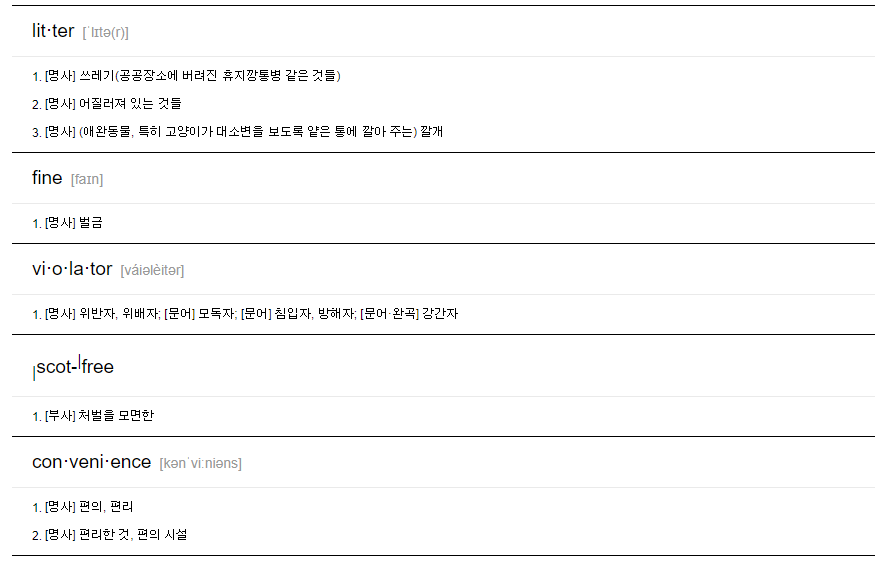 lit·ter [ˈlɪtə(r)]
1. [명사] 쓰레기(공공장소에 버려진 휴지깡통병 같은 것들)
2. [명사] 어질러져 있는 것들
3. [명사] (애완동물, 특히 고양이가 대소변을 보도록 얕은 통에 깔아 주는) 깔개
fine [faɪn]
1. [명사] 벌금
vi·o·la·tor [váiəlèitər]
1. [명사] 위반자, 위배자; [문어] 모독자; [문어] 침입자, 방해자; [문어·완곡] 강간자
ˌscot-ˈfree
1. [부사] 처벌을 모면한
con·veni·ence [kənˈviːniəns]
1. [명사] 편의, 편리
2. [명사] 편리한 것, 편의 시설